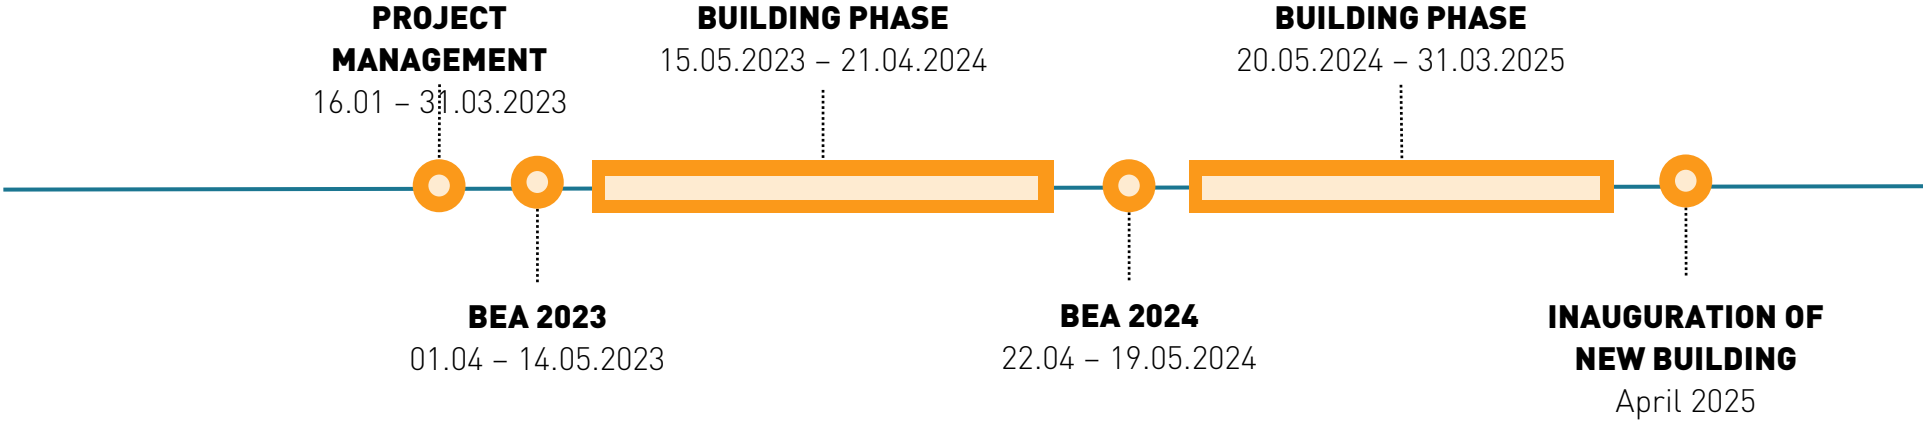 PROJECT
MANAGEMENT
16.01 – 31.03.2023
BUILDING PHASE
15.05.2023 – 21.04.2024
BUILDING PHASE
20.05.2024 – 31.03.2025
BEA 2023
01.04 – 14.05.2023
BEA 2024
22.04 – 19.05.2024
INAUGURATION OF
NEW BUILDING
April 2025